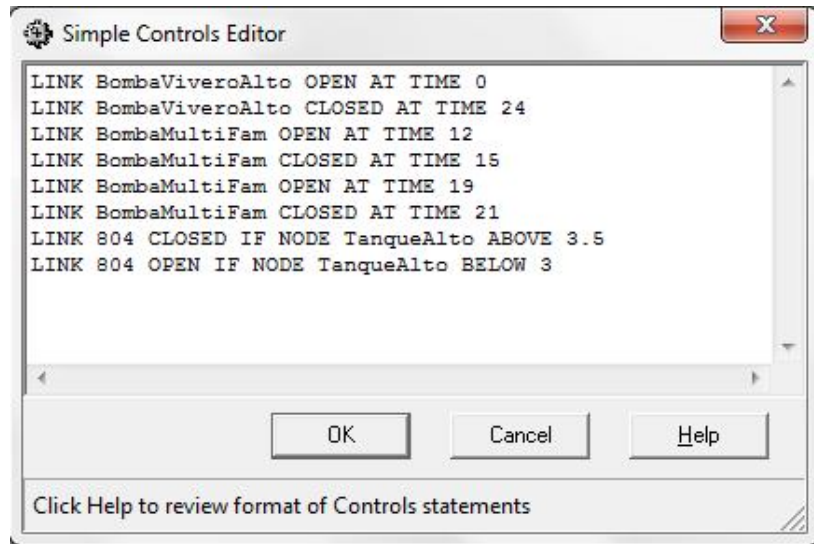 Simple Controls Editor
LINK BombaViveroAlto OPEN AT TIME 0
LINK BombaViveroAlto CLOSED AT TIME 24
LINK BombaMultiFam OPEN AT TIME 12
LINK BombaMultiFam CLOSED AT TIME 15
LINK BombaMultiFam OPEN AT TIME 19
LINK BombaMultiFam CLOSED AT TIME 21
LINK 804 CLOSED IF NODE TanqueAlto ABOVE 3.5
LINK 804 OPEN IF NODE TanqueAlto BELOW 3
OK Cancel Help
Click Help to review format of Controls statements